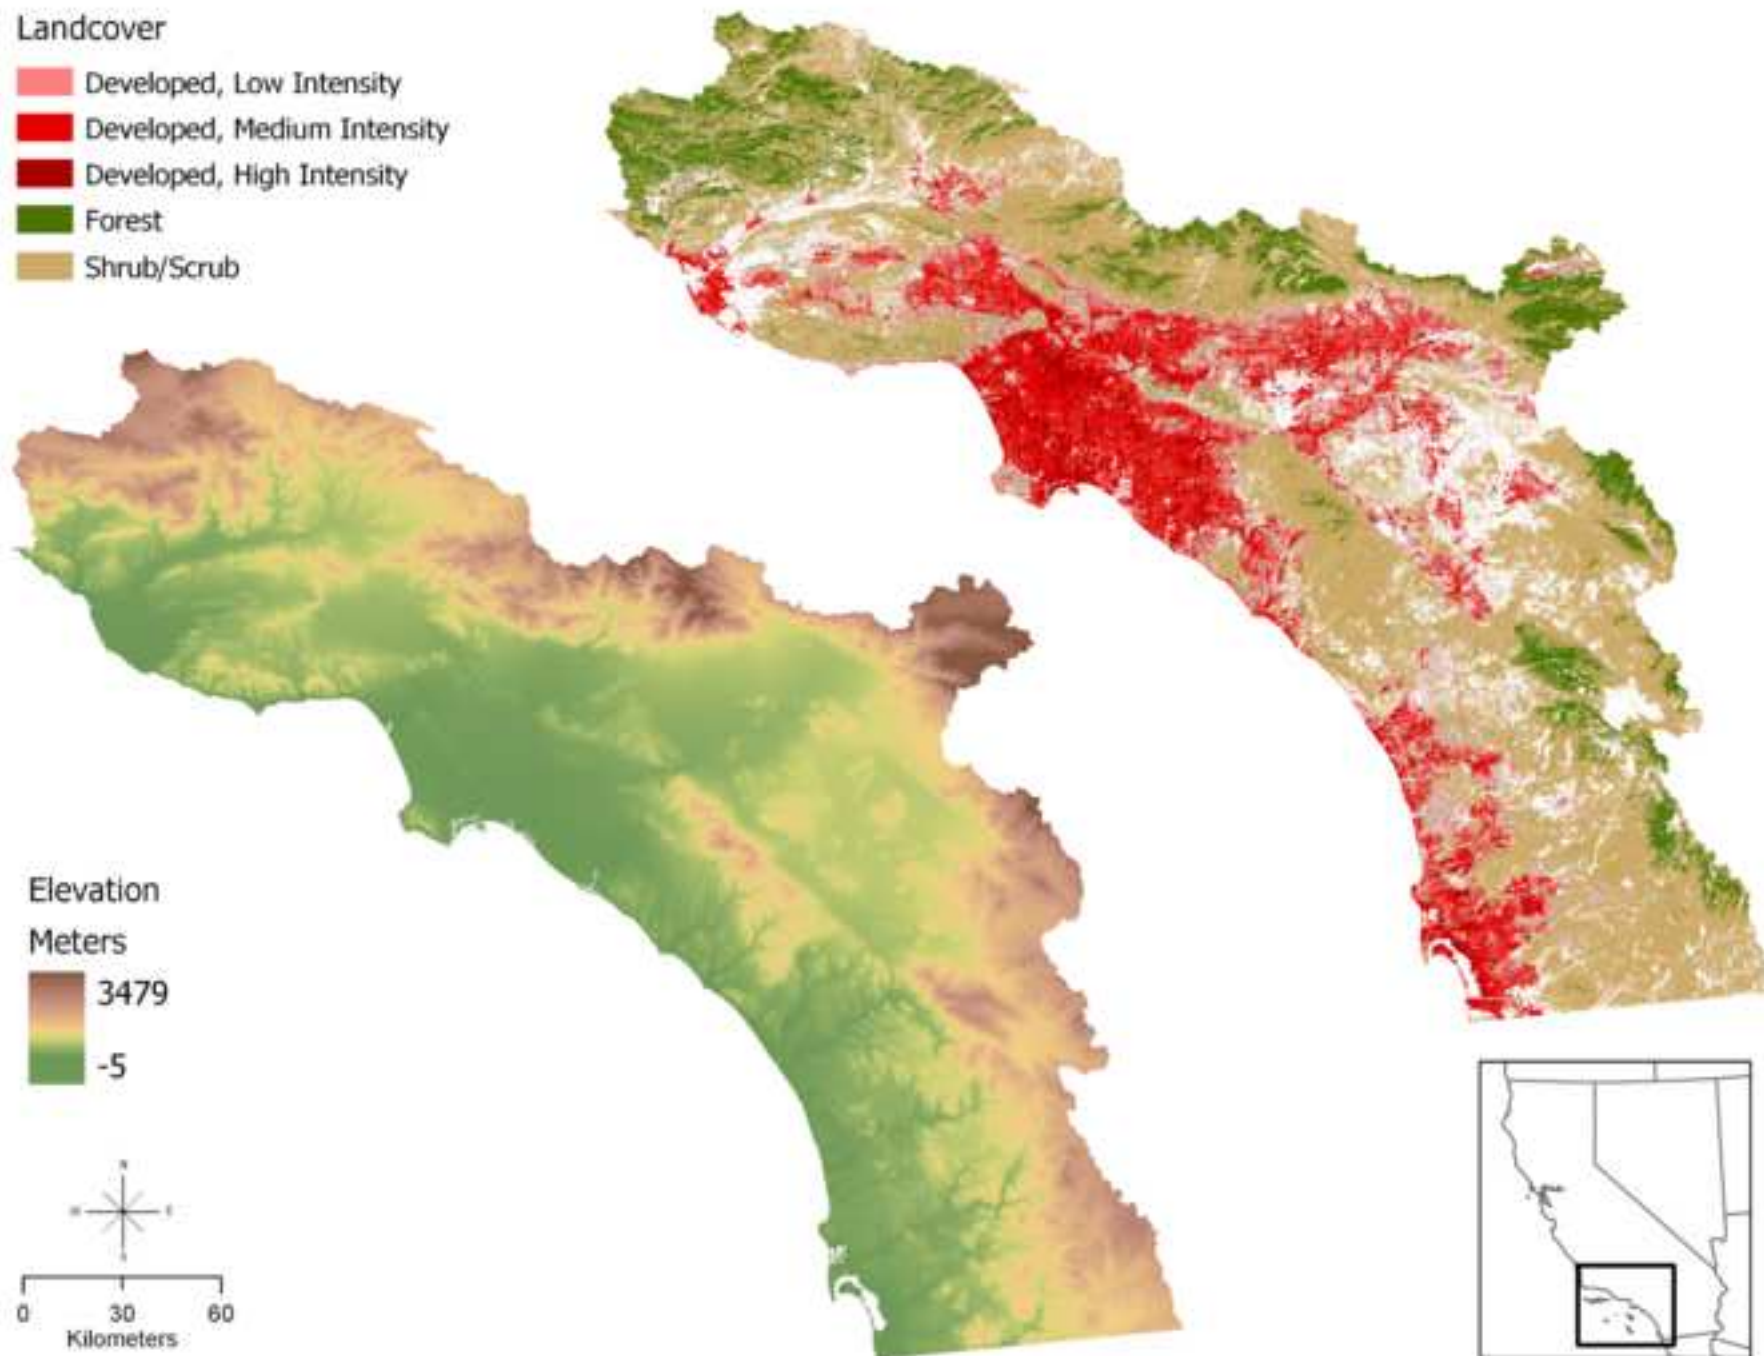 Landcover
Developed, Low Intensity
Developed, Medium Intensity
Developed, High Intensity
Forest
Shrub/Scrub
Elevation
Meters
3479
-5
N
E
S
0 30 60
Kilometers